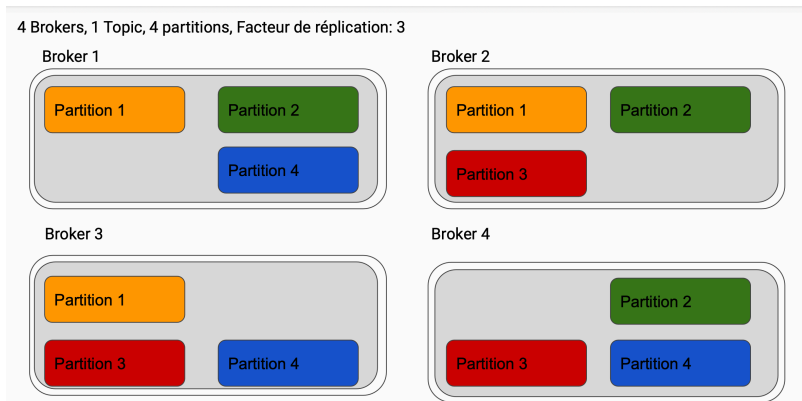 4 Brokers, 1 Topic, 4 partitions, Facteur de réplication: 3
Broker 1
Partition 1
Partition 2
Partition 4
Broker 2
Partition 1
Partition 2
Partition 3
Broker 3
Partition 1
Partition 3
Partition 4
Broker 4
Partition 2
Partition 3
Partition 4